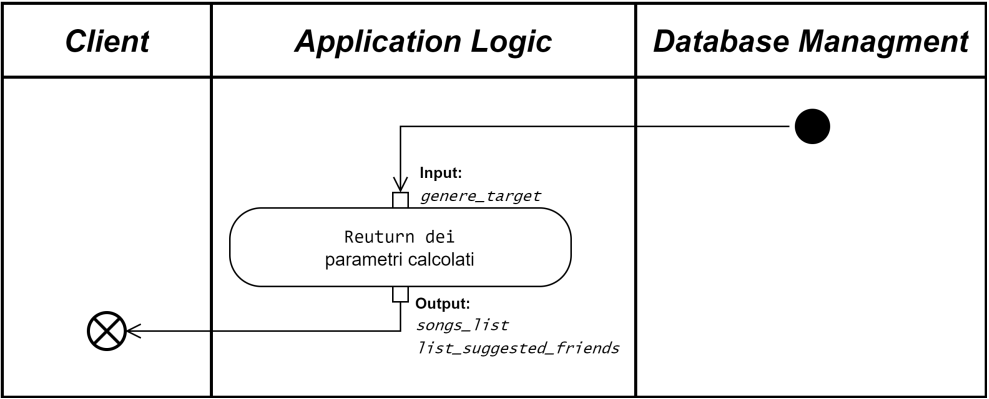 Client
Application Logic
Database Managment
Input:
genere_target
Reuturn dei
parametri calcolati
Output:
songs_list
list_suggested_friends